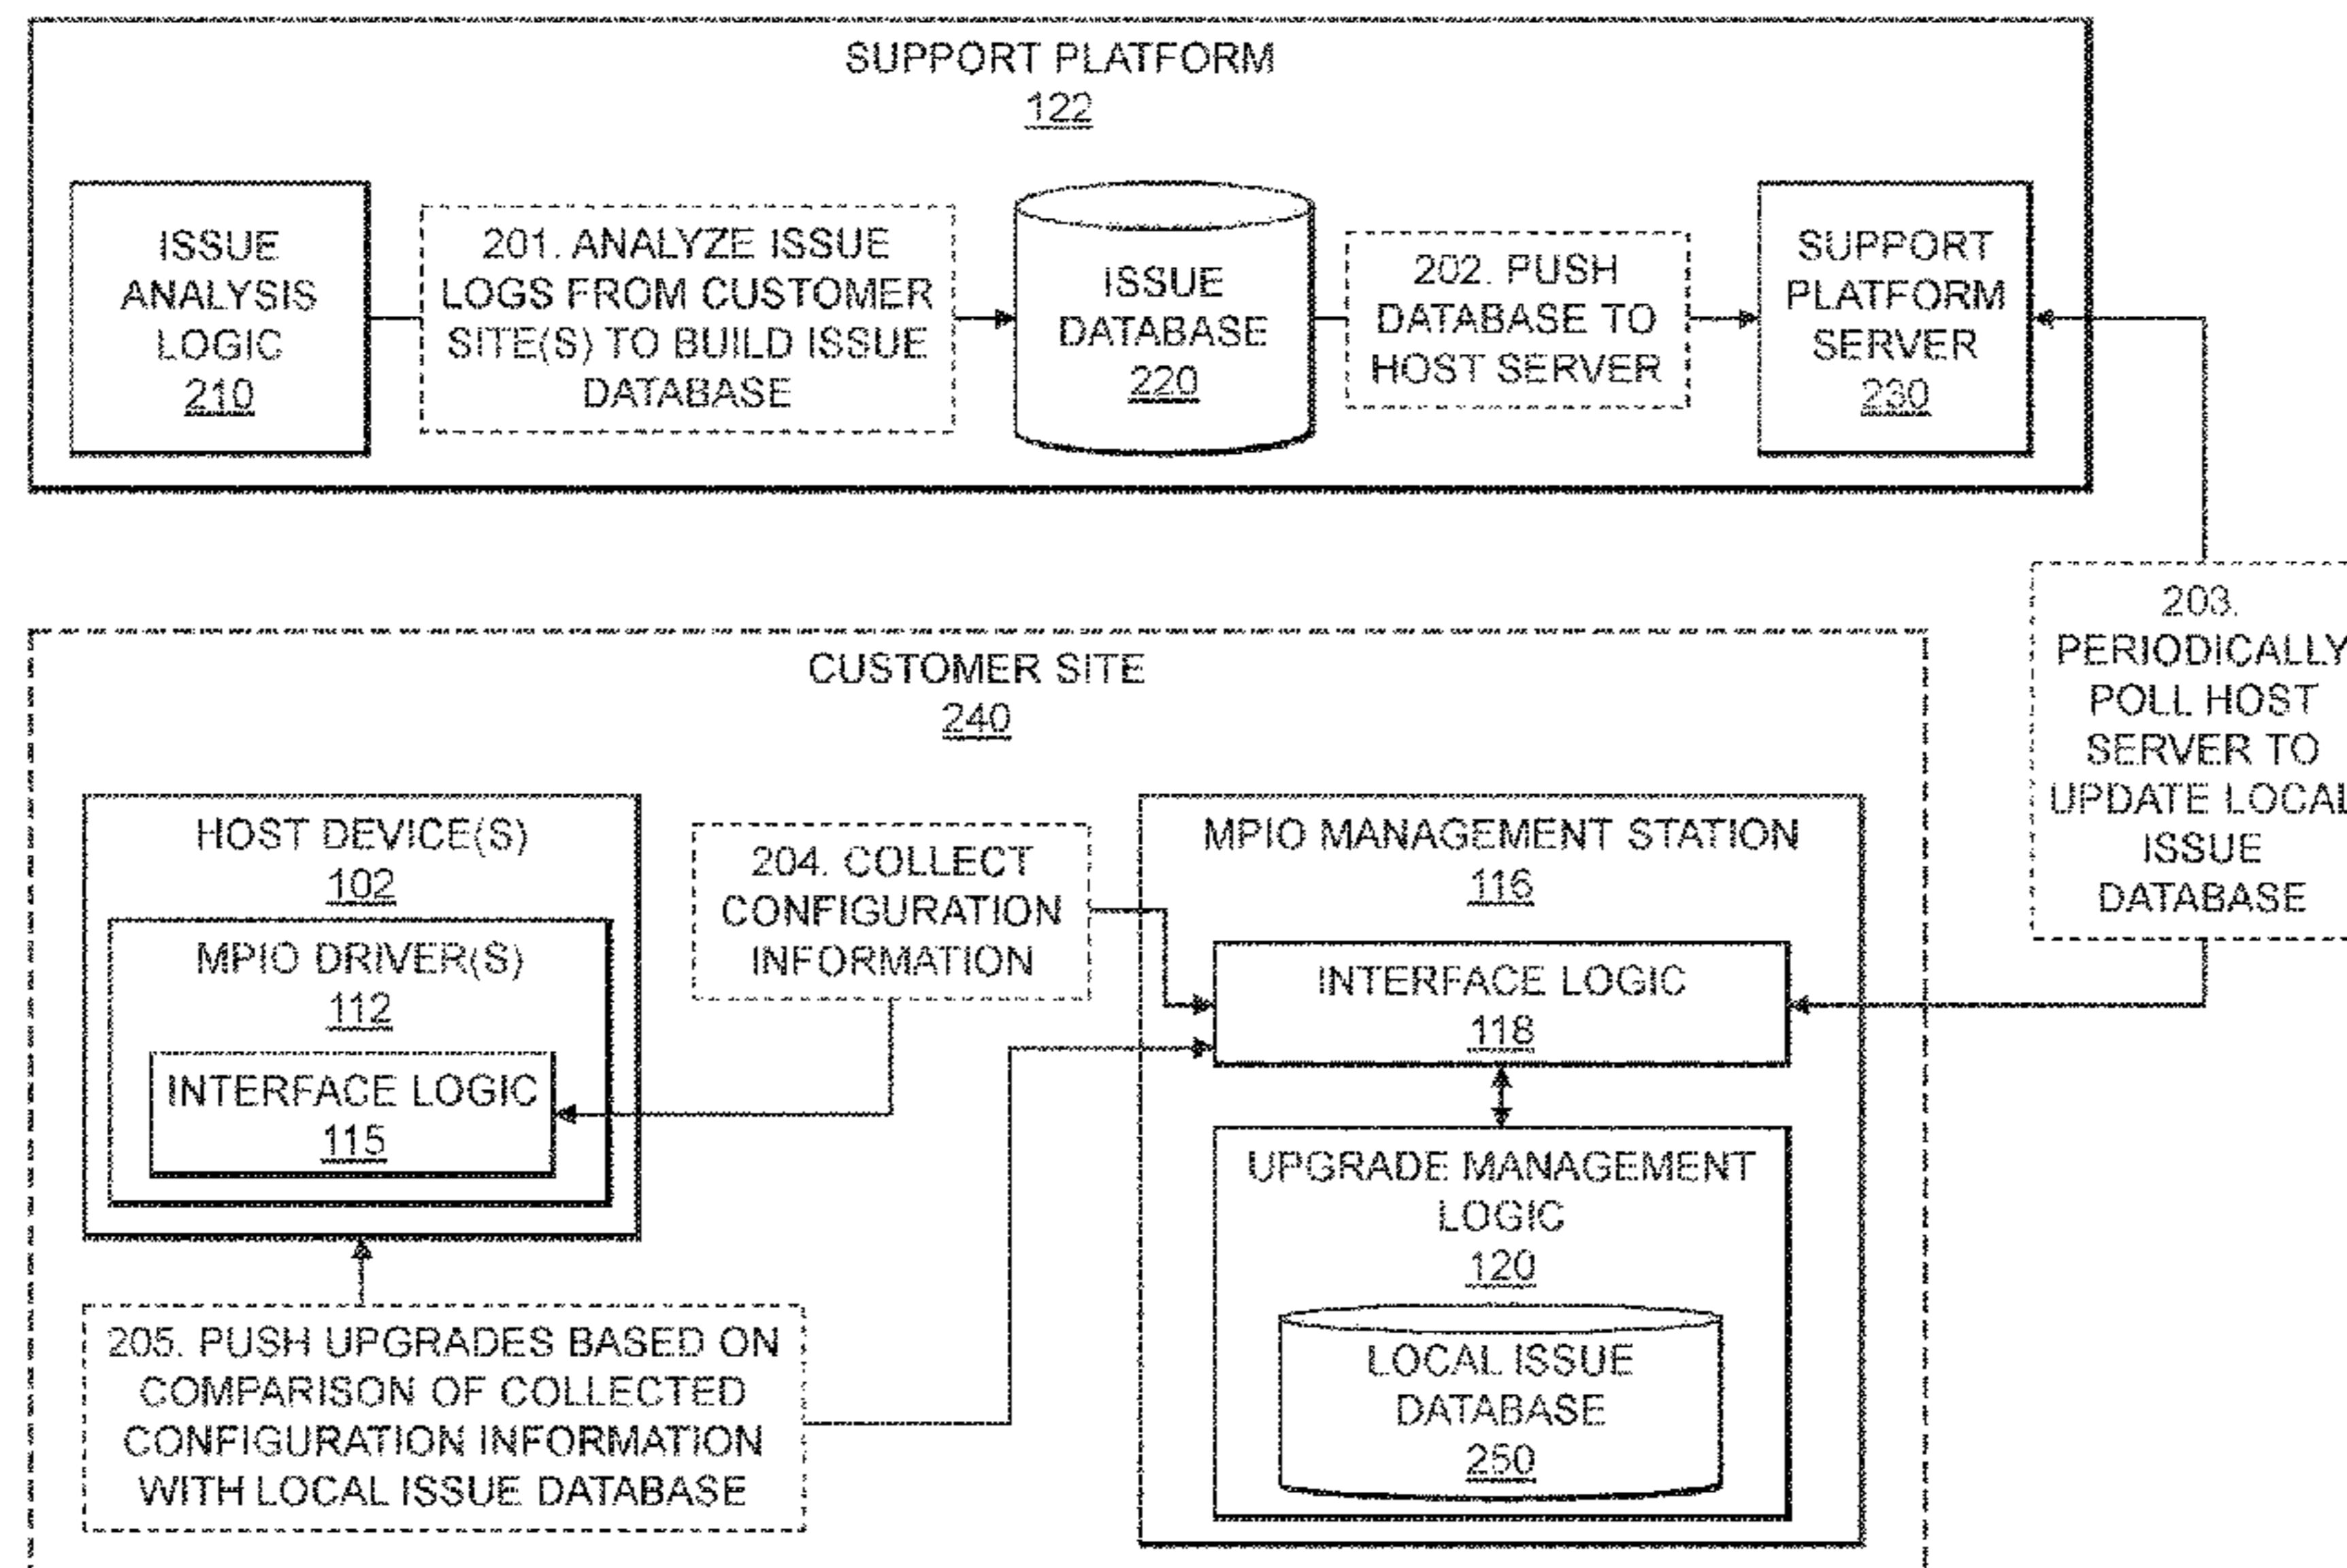 SUPPORT PLATFORM
122
ISSUE
ANALYSIS
LOGIC
210
201. ANALYZE ISSUE
LOGS FROM CUSTOMER
SITE(S) TO BUILD ISSUE
DATABASE
ISSUE
DATABASE
220
202. PUSH
DATABASE TO
HOST SERVER
SUPPORT
PLATFORM
SERVER
230
203.
PERIODICALLY
POLL HOST
SERVER TO
UPDATE LOCAL
ISSUE
DATABASE
CUSTOMER SITE
240
HOST DEVICE(S)
102
MPIO DRIVER(S)
112
INTERFACE LOGIC
115
204. COLLECT
CONFIGURATION
INFORMATION
MPIO MANAGEMENT STATION
116
INTERFACE LOGIC
118
UPGRADE MANAGEMENT
LOGIC
120
LOCAL ISSUE
DATABASE
250
205. PUSH UPGRADES BASED ON
COMPARISON OF COLLECTED
CONFIGURATION INFORMATION
WITH LOCAL ISSUE DATABASE